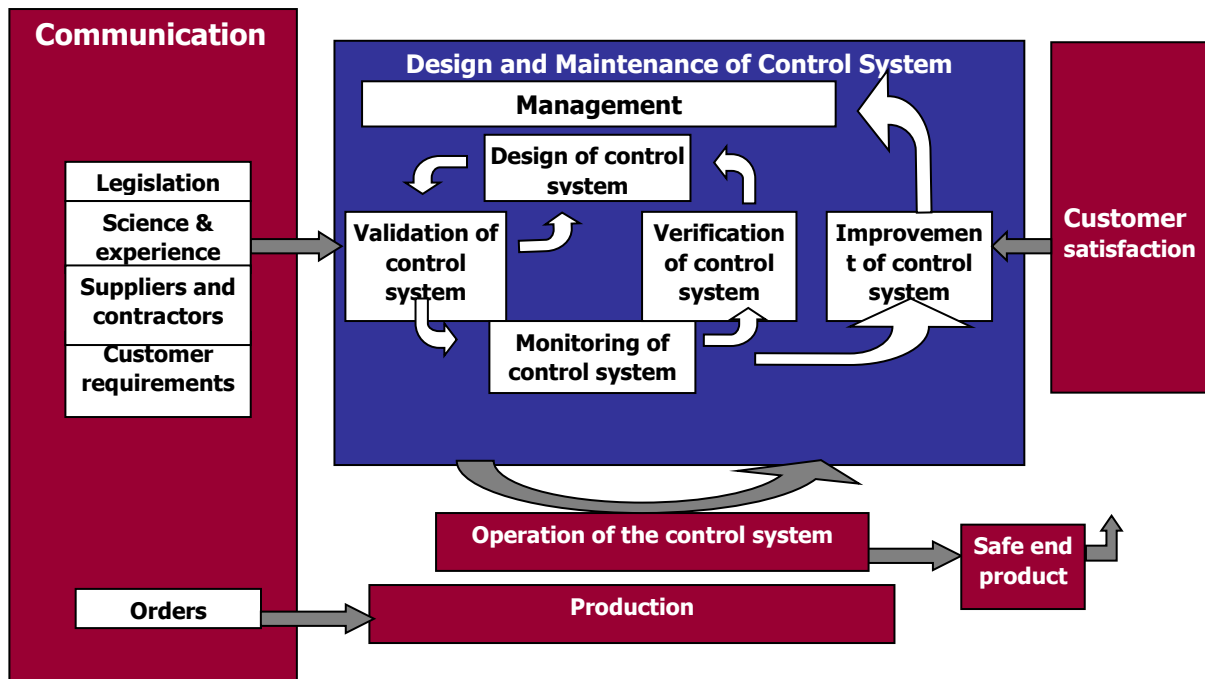 Communication
Legislation
Science &
experience
Suppliers and
contractors
Customer
requirements
Orders
Design and Maintenance of Control System
Management
Design of control
system
Validation of
control
system
Verification
of control
system
Improvemen
t of control
system
Monitoring of
control system
Customer
satisfaction
Operation of the control system
Safe end
product
Production